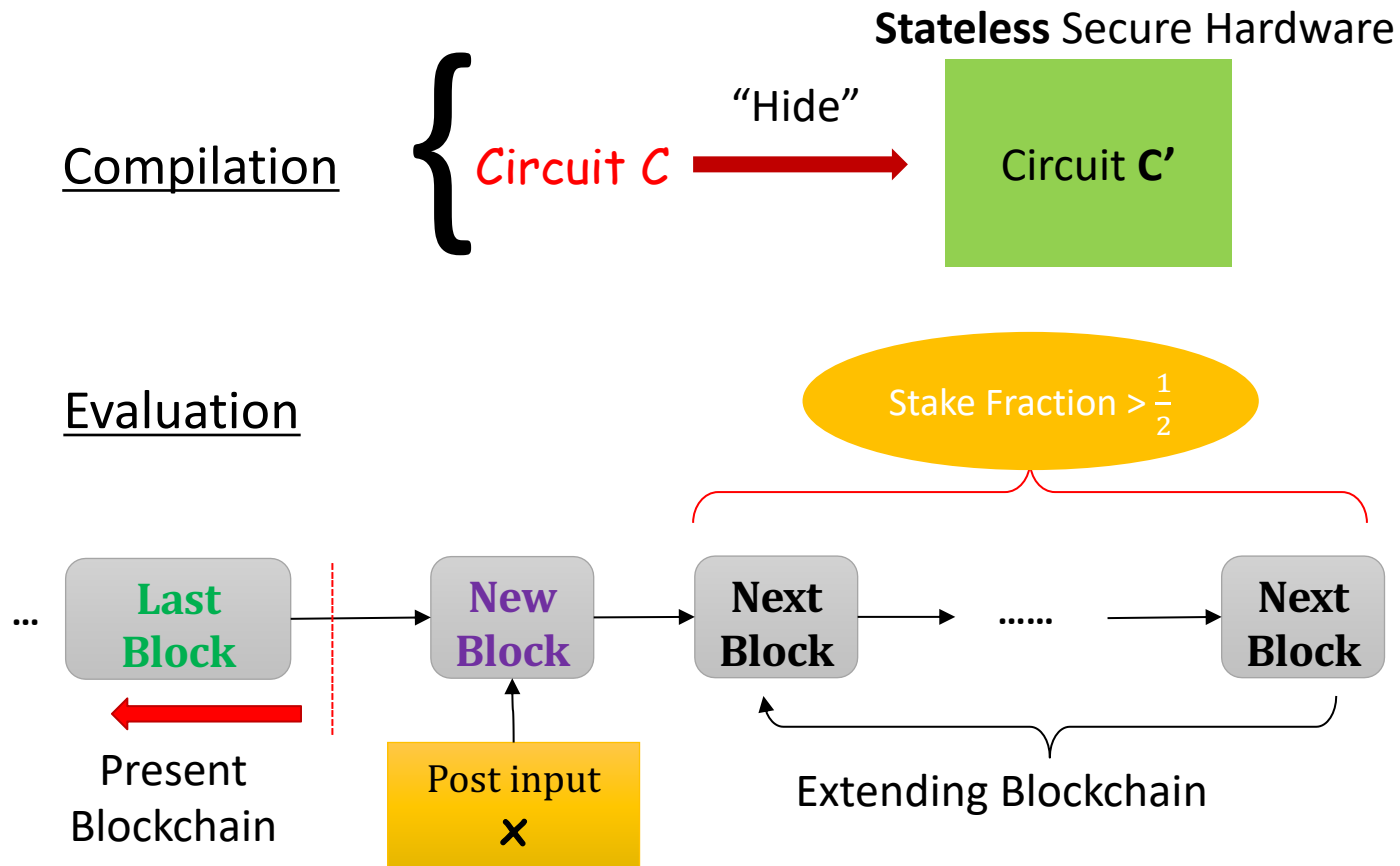 Stateless Secure Hardware
Compilation
{
Circuit C
“Hide”
Circuit C’
Evaluation
Stake Fraction > 1/2
...
Last
Block
New
Block
Next
Block
......
Next
Block
Present
Blockchain
Post input
x
Extending Blockchain